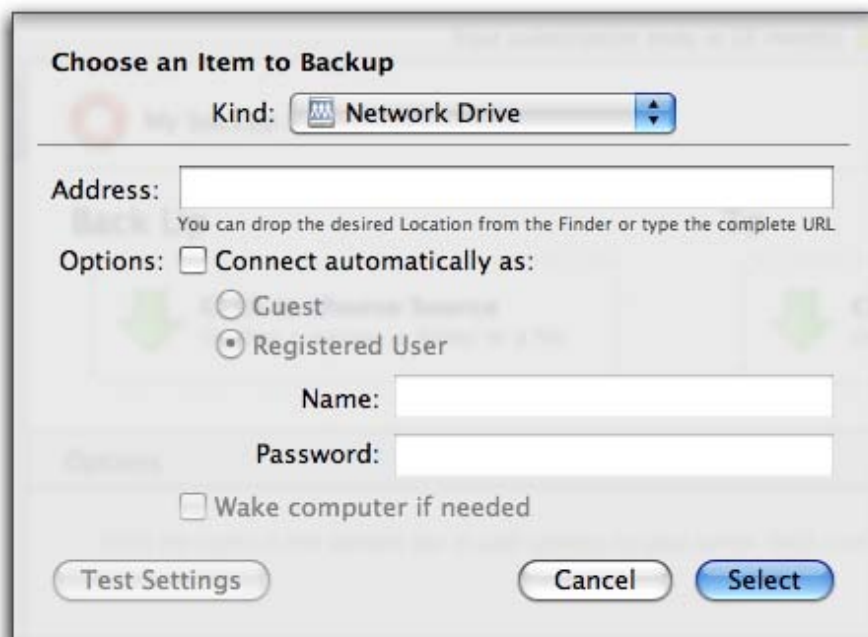 Choose an Item to Backup
Kind: Network Drive
Address:
You can drop the desired Location from the Finder or type the complete URL
Options: Connect automatically as:
Guest
Registered User
Name:
Password:
Wake computer if needed
Test Settings Cancel Select